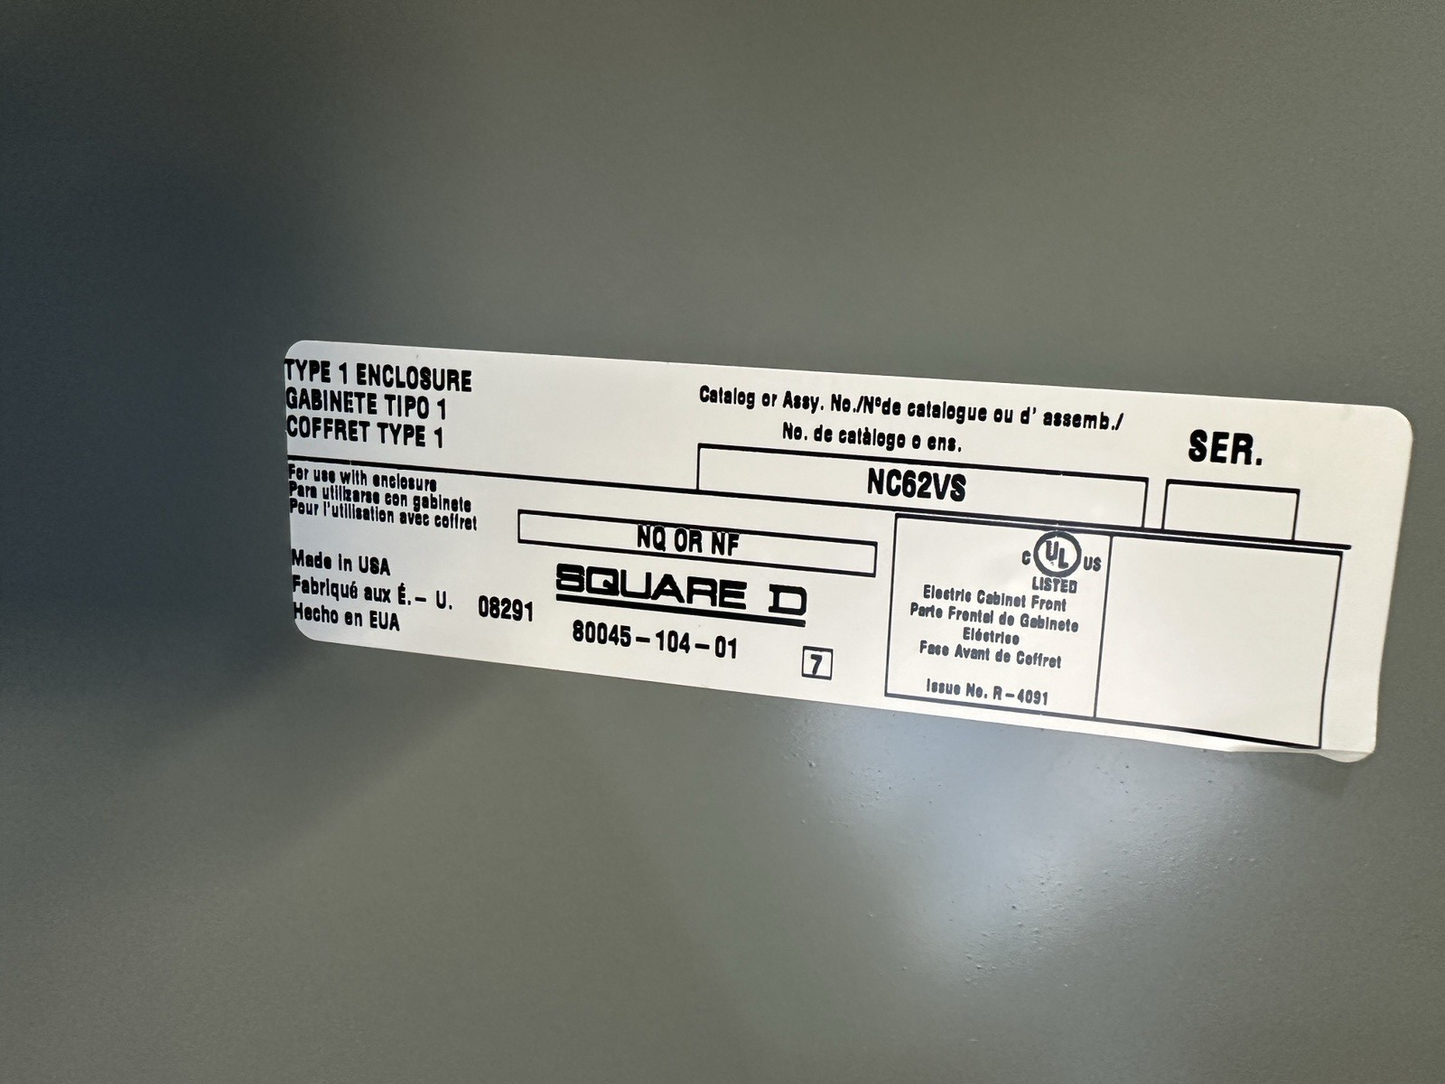 TYPE 1 ENCLOSURE
GABINETE TIPO 1
COFFRET TYPE 1
Catalog or Assy. No./Nºde catalogue ou d' assemb./
No. de catàlogo o ens.
SER.
NC62VS
For use with enclosure
Para utilizarse con gabinete
Pour l'utilisation avec coffret
NQ OR NF
Made in USA
Fabriqué aux É.- U.
Hecho en EUA
08291
SQUARE D
80045-104-01
7
C UL US
LISTED
Electric Cabinet Front
Parte Frontal de Gabinete
Eléctrico
Face Avant de Coffret
Issue No. R-4091